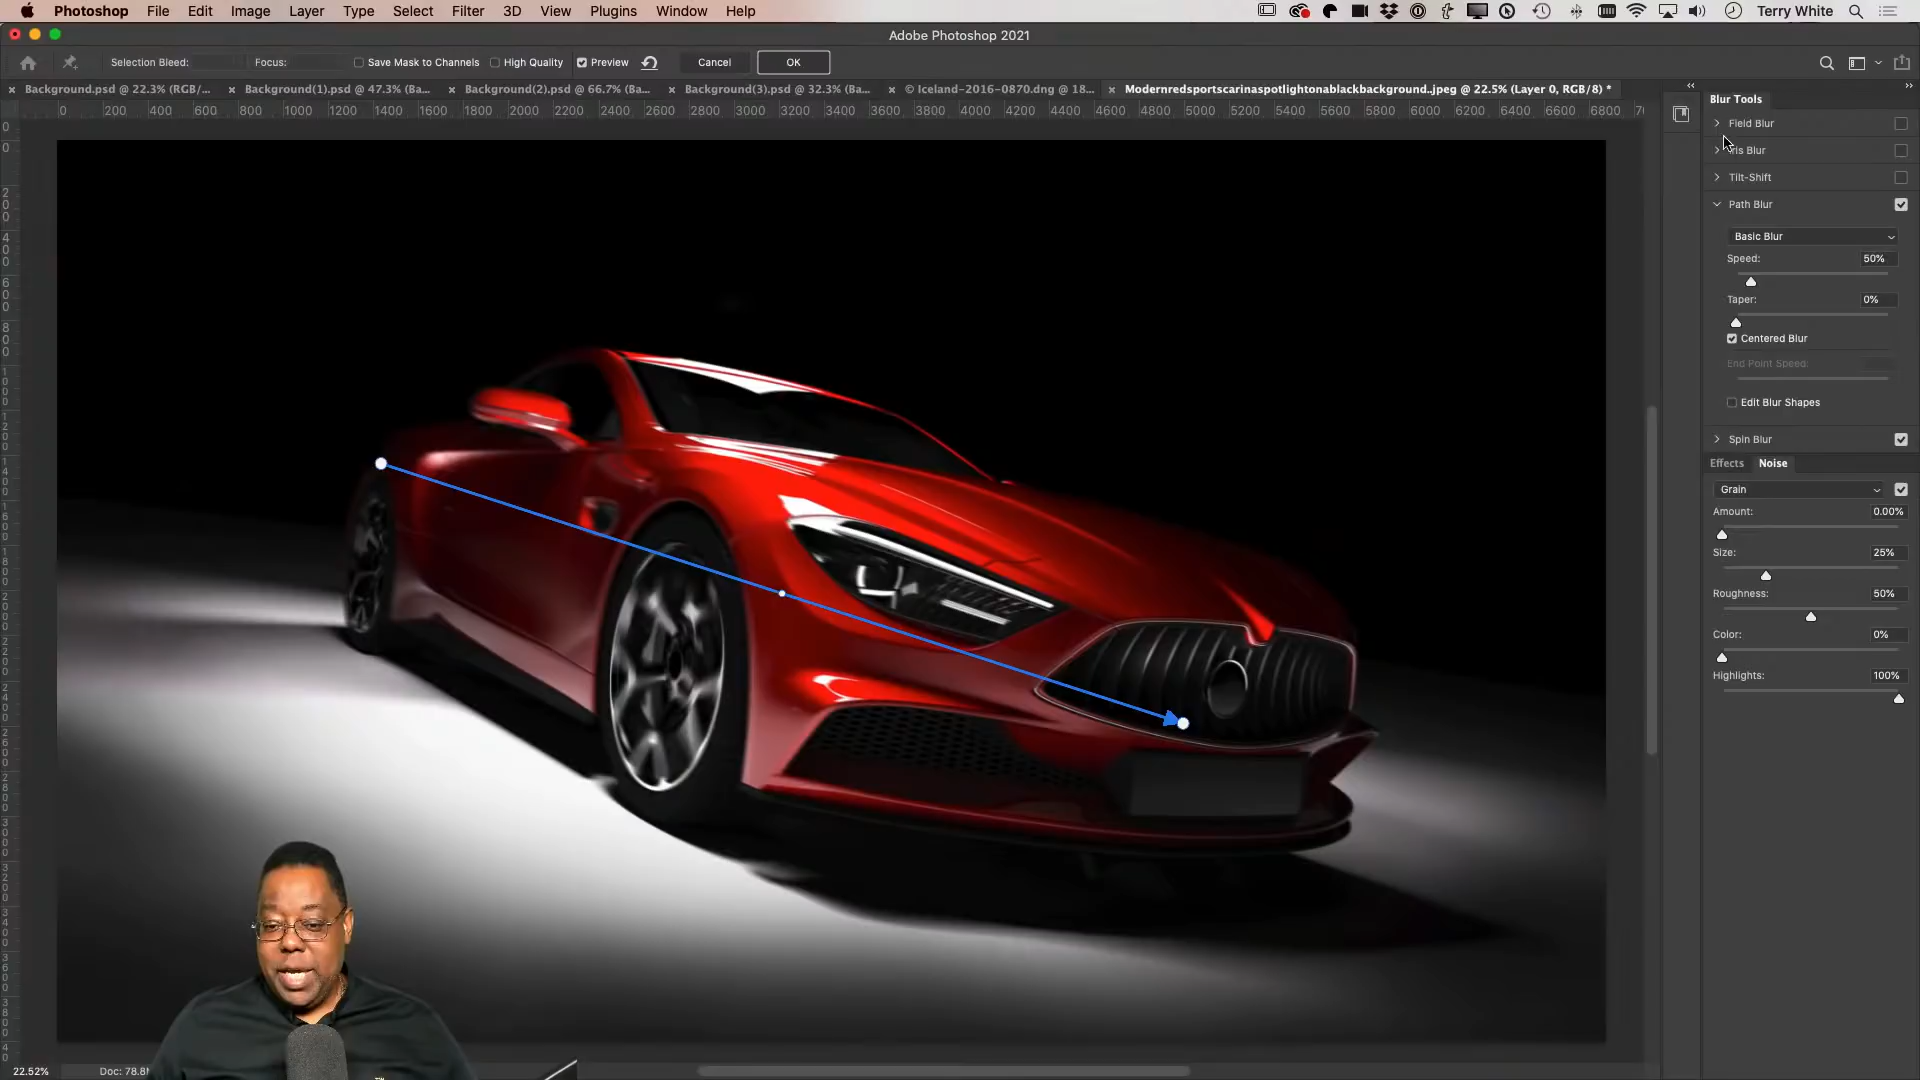 Photoshop File Edit Image Layer Type Select Filter 3D View Plugins Window Help Terry White
Adobe Photoshop 2021
Selection Bleed: Focus: Save Mask to Channels High Quality Preview Cancel OK
Background.psd @ 22.3% (RGB/... Background(1).psd @ 47.3% (Ba... Background(2).psd @ 66.7% (Ba... Background(3).psd @ 32.3% (Ba... © Iceland-2016-0870.dng @ 18... Modernredsportscarinaspotlightonablackbackground..jpeg @ 22.5% (Layer 0, RGB/8) *
0 200 400 600 800 1000 1200 1400 1600 1800 2000 2200 2400 2600 2800 3000 3200 3400 3600 3800 4000 4200 4400 4600 4800 5000 5200 5400 5600 5800 6000 6200 6400 6600 6800
Blur Tools
Field Blur
Iris Blur
Tilt-Shift
Path Blur
Basic Blur
Speed: 50%
Taper: 0%
Centered Blur
End Point Speed:
Edit Blur Shapes
Spin Blur
Effects Noise
Grain
Amount: 0.00%
Size: 25%
Roughness: 50%
Color: 0%
Highlights: 100%
22.52% Doc: 78.8